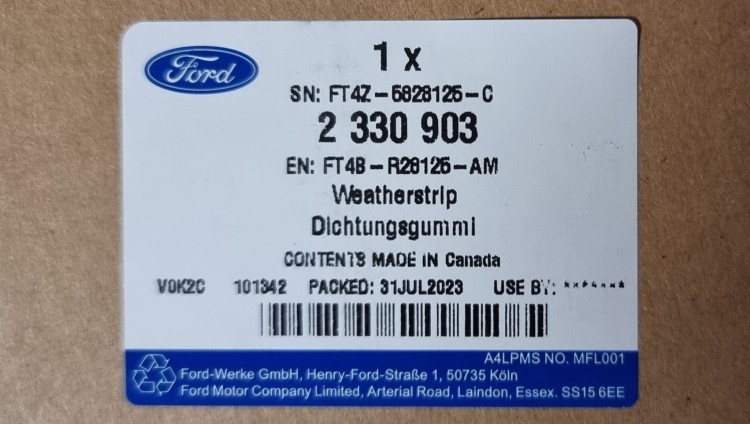 Ford
1 x
SN: FT4Z-5828125-C
2 330 903
EN: FT4B-R28125-AM
Weatherstrip
Dichtungsgummi
CONTENTS MADE IN Canada
V0K2C 101342 PACKED: 31JUL2023 USE BY: ********
A4LPMS NO. MFL001
Ford-Werke GmbH, Henry-Ford-Straße 1, 50735 Köln
Ford Motor Company Limited, Arterial Road, Laindon, Essex. SS15 6EE